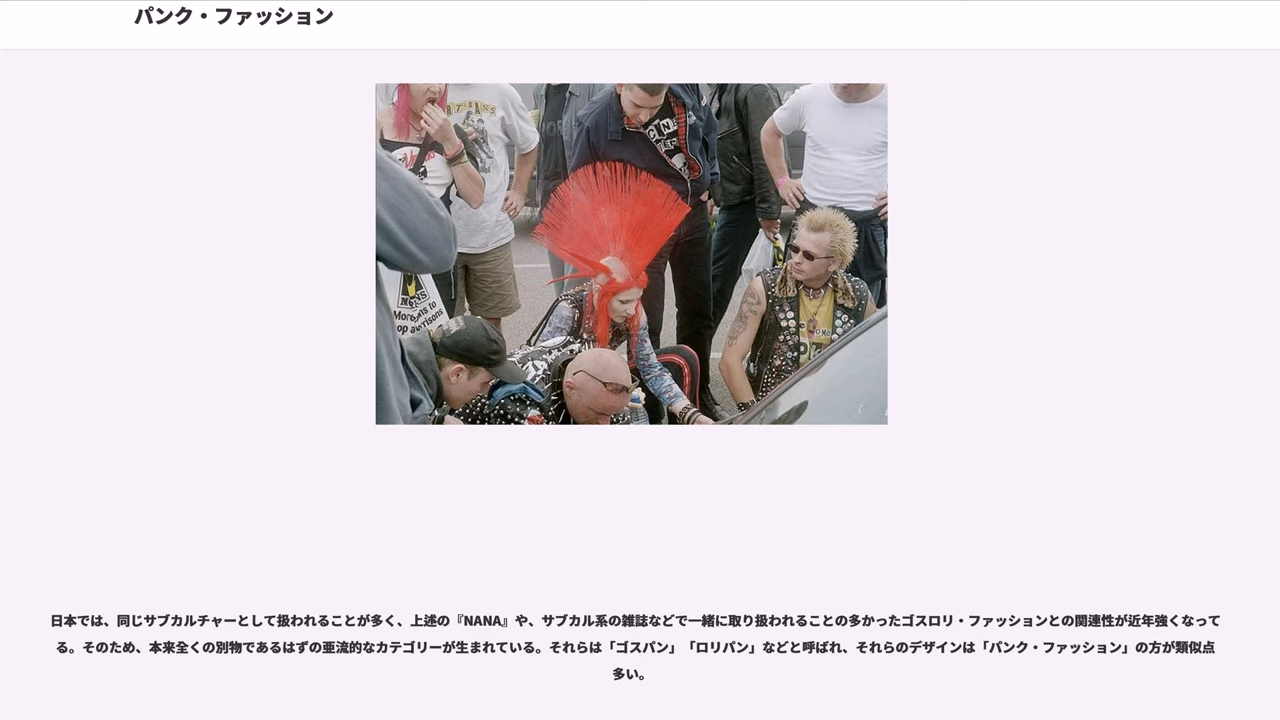 パンク・ファッション
日本では、同じサブカルチャーとして扱われることが多く、上述の『NANA』や、サブカル系の雑誌などで一緒に取り扱われることの多かったゴスロリ・ファッションとの関連性が近年強くなって
る。そのため、本来全くの別物であるはずの亜流的なカテゴリーが生まれている。それらは「ゴスパン」「ロリパン」などと呼ばれ、それらのデザインは「パンク・ファッション」の方が類似点
多い。